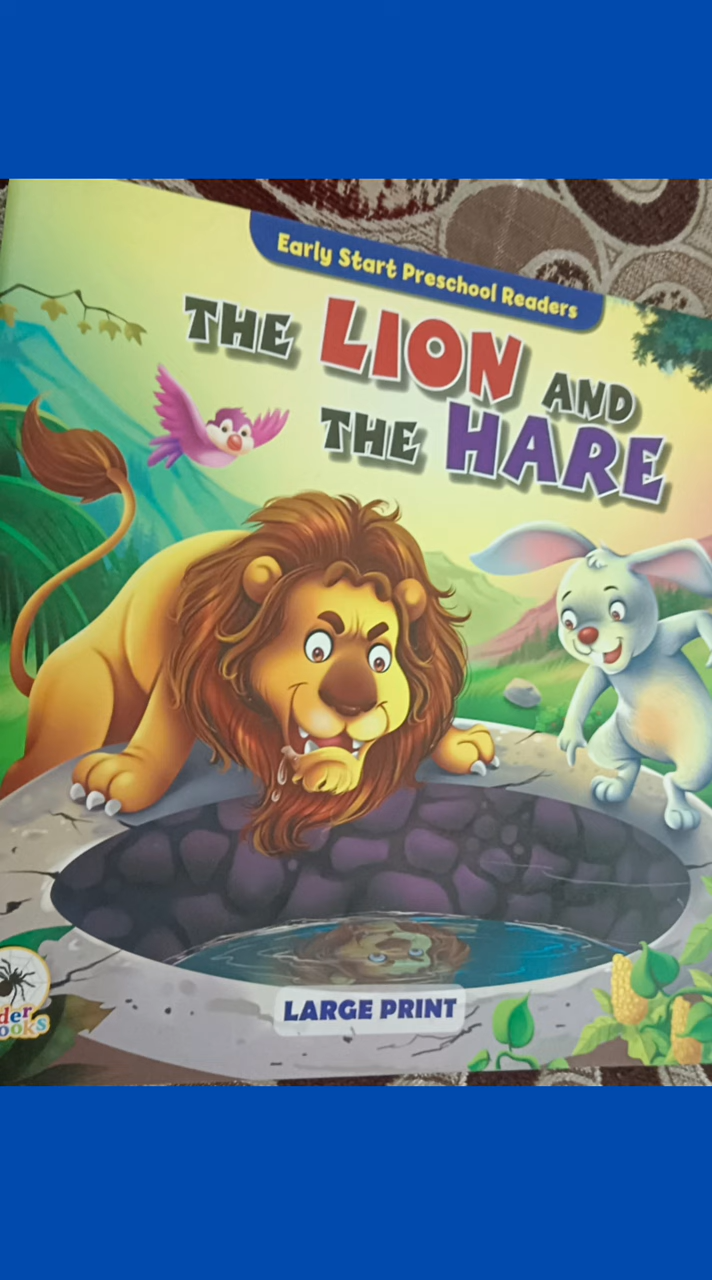 Early Start Preschool Readers
THE LION AND
THE HARE
LARGE PRINT